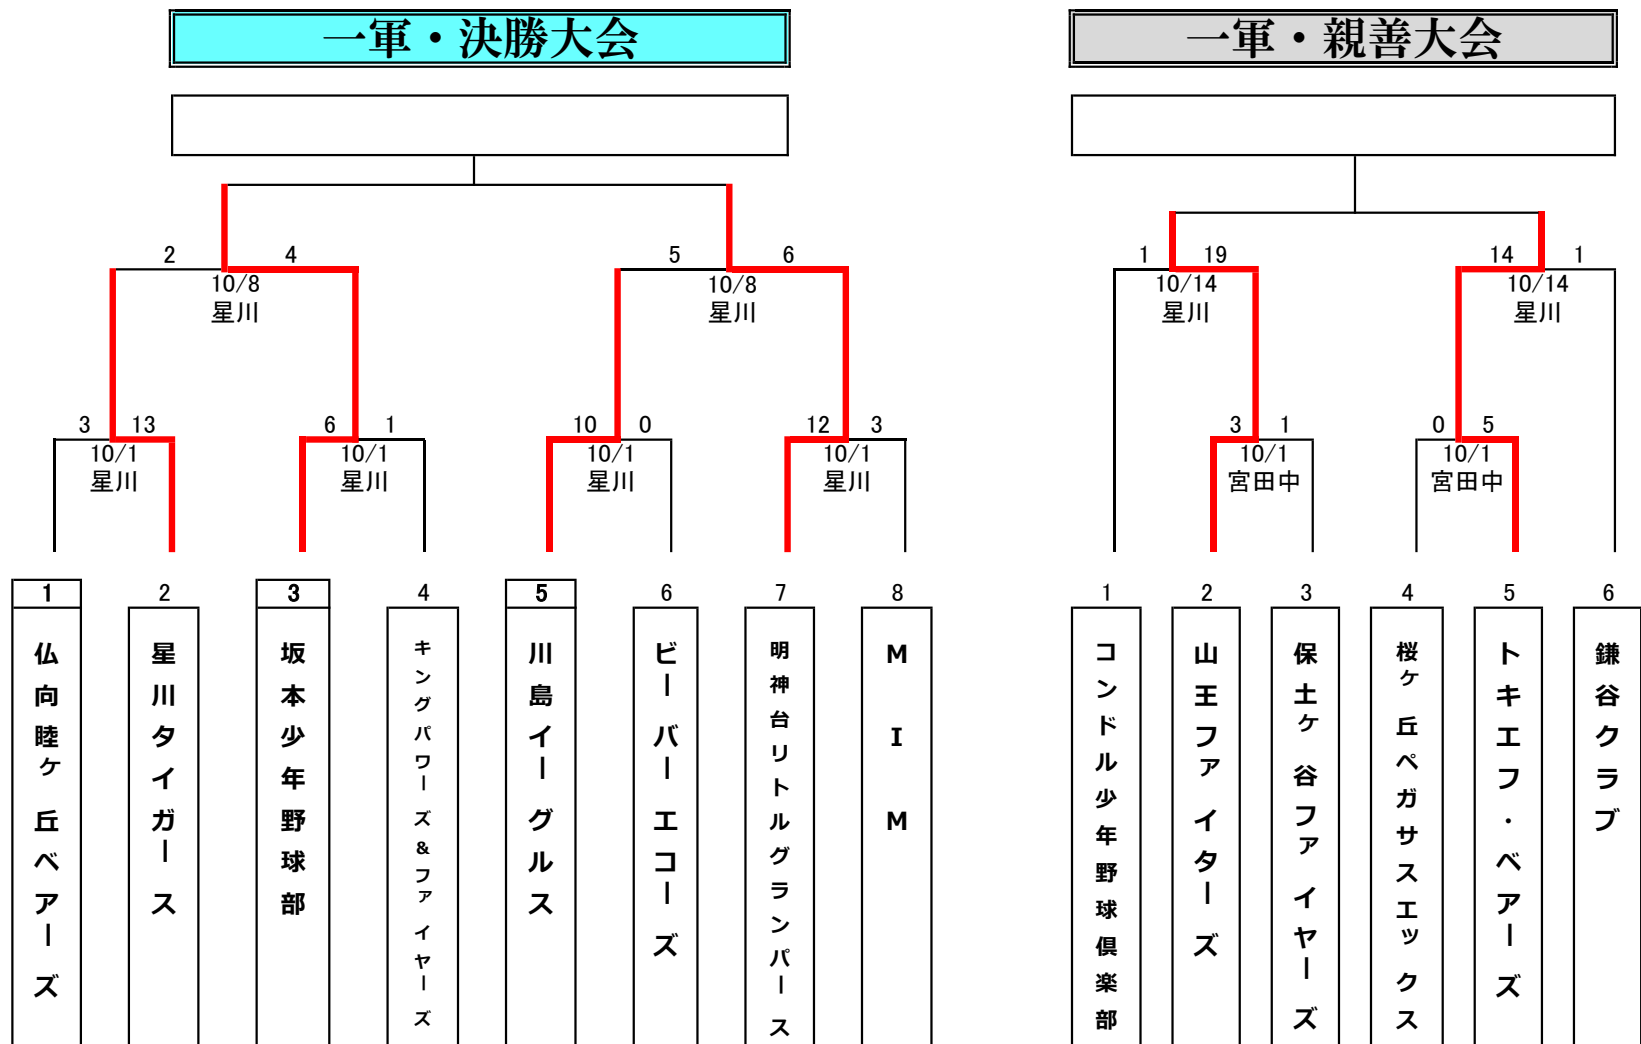 一軍・決勝大会
一軍・親善大会
2 4
5 6
1 19
14 1
10/8
星川
10/8
星川
10/14
星川
10/14
星川
3 13
6 1
10 0
12 3
3 1
0 5
10/1
星川
10/1
星川
10/1
星川
10/1
星川
10/1
宮田中
10/1
宮田中
1
仏向睦ヶ丘ベアーズ
2
星川タイガース
3
坂本少年野球部
4
キングパワーズ&ファイヤーズ
5
川島イーグルス
6
ビーバーエコーズ
7
明神台リトルグランパース
8
MIM
1
コンドル少年野球倶楽部
2
山王ファイターズ
3
保土ケ谷ファイヤーズ
4
桜ケ丘ペガサスエックス
5
トキエフ・ベアーズ
6
鎌谷クラブ